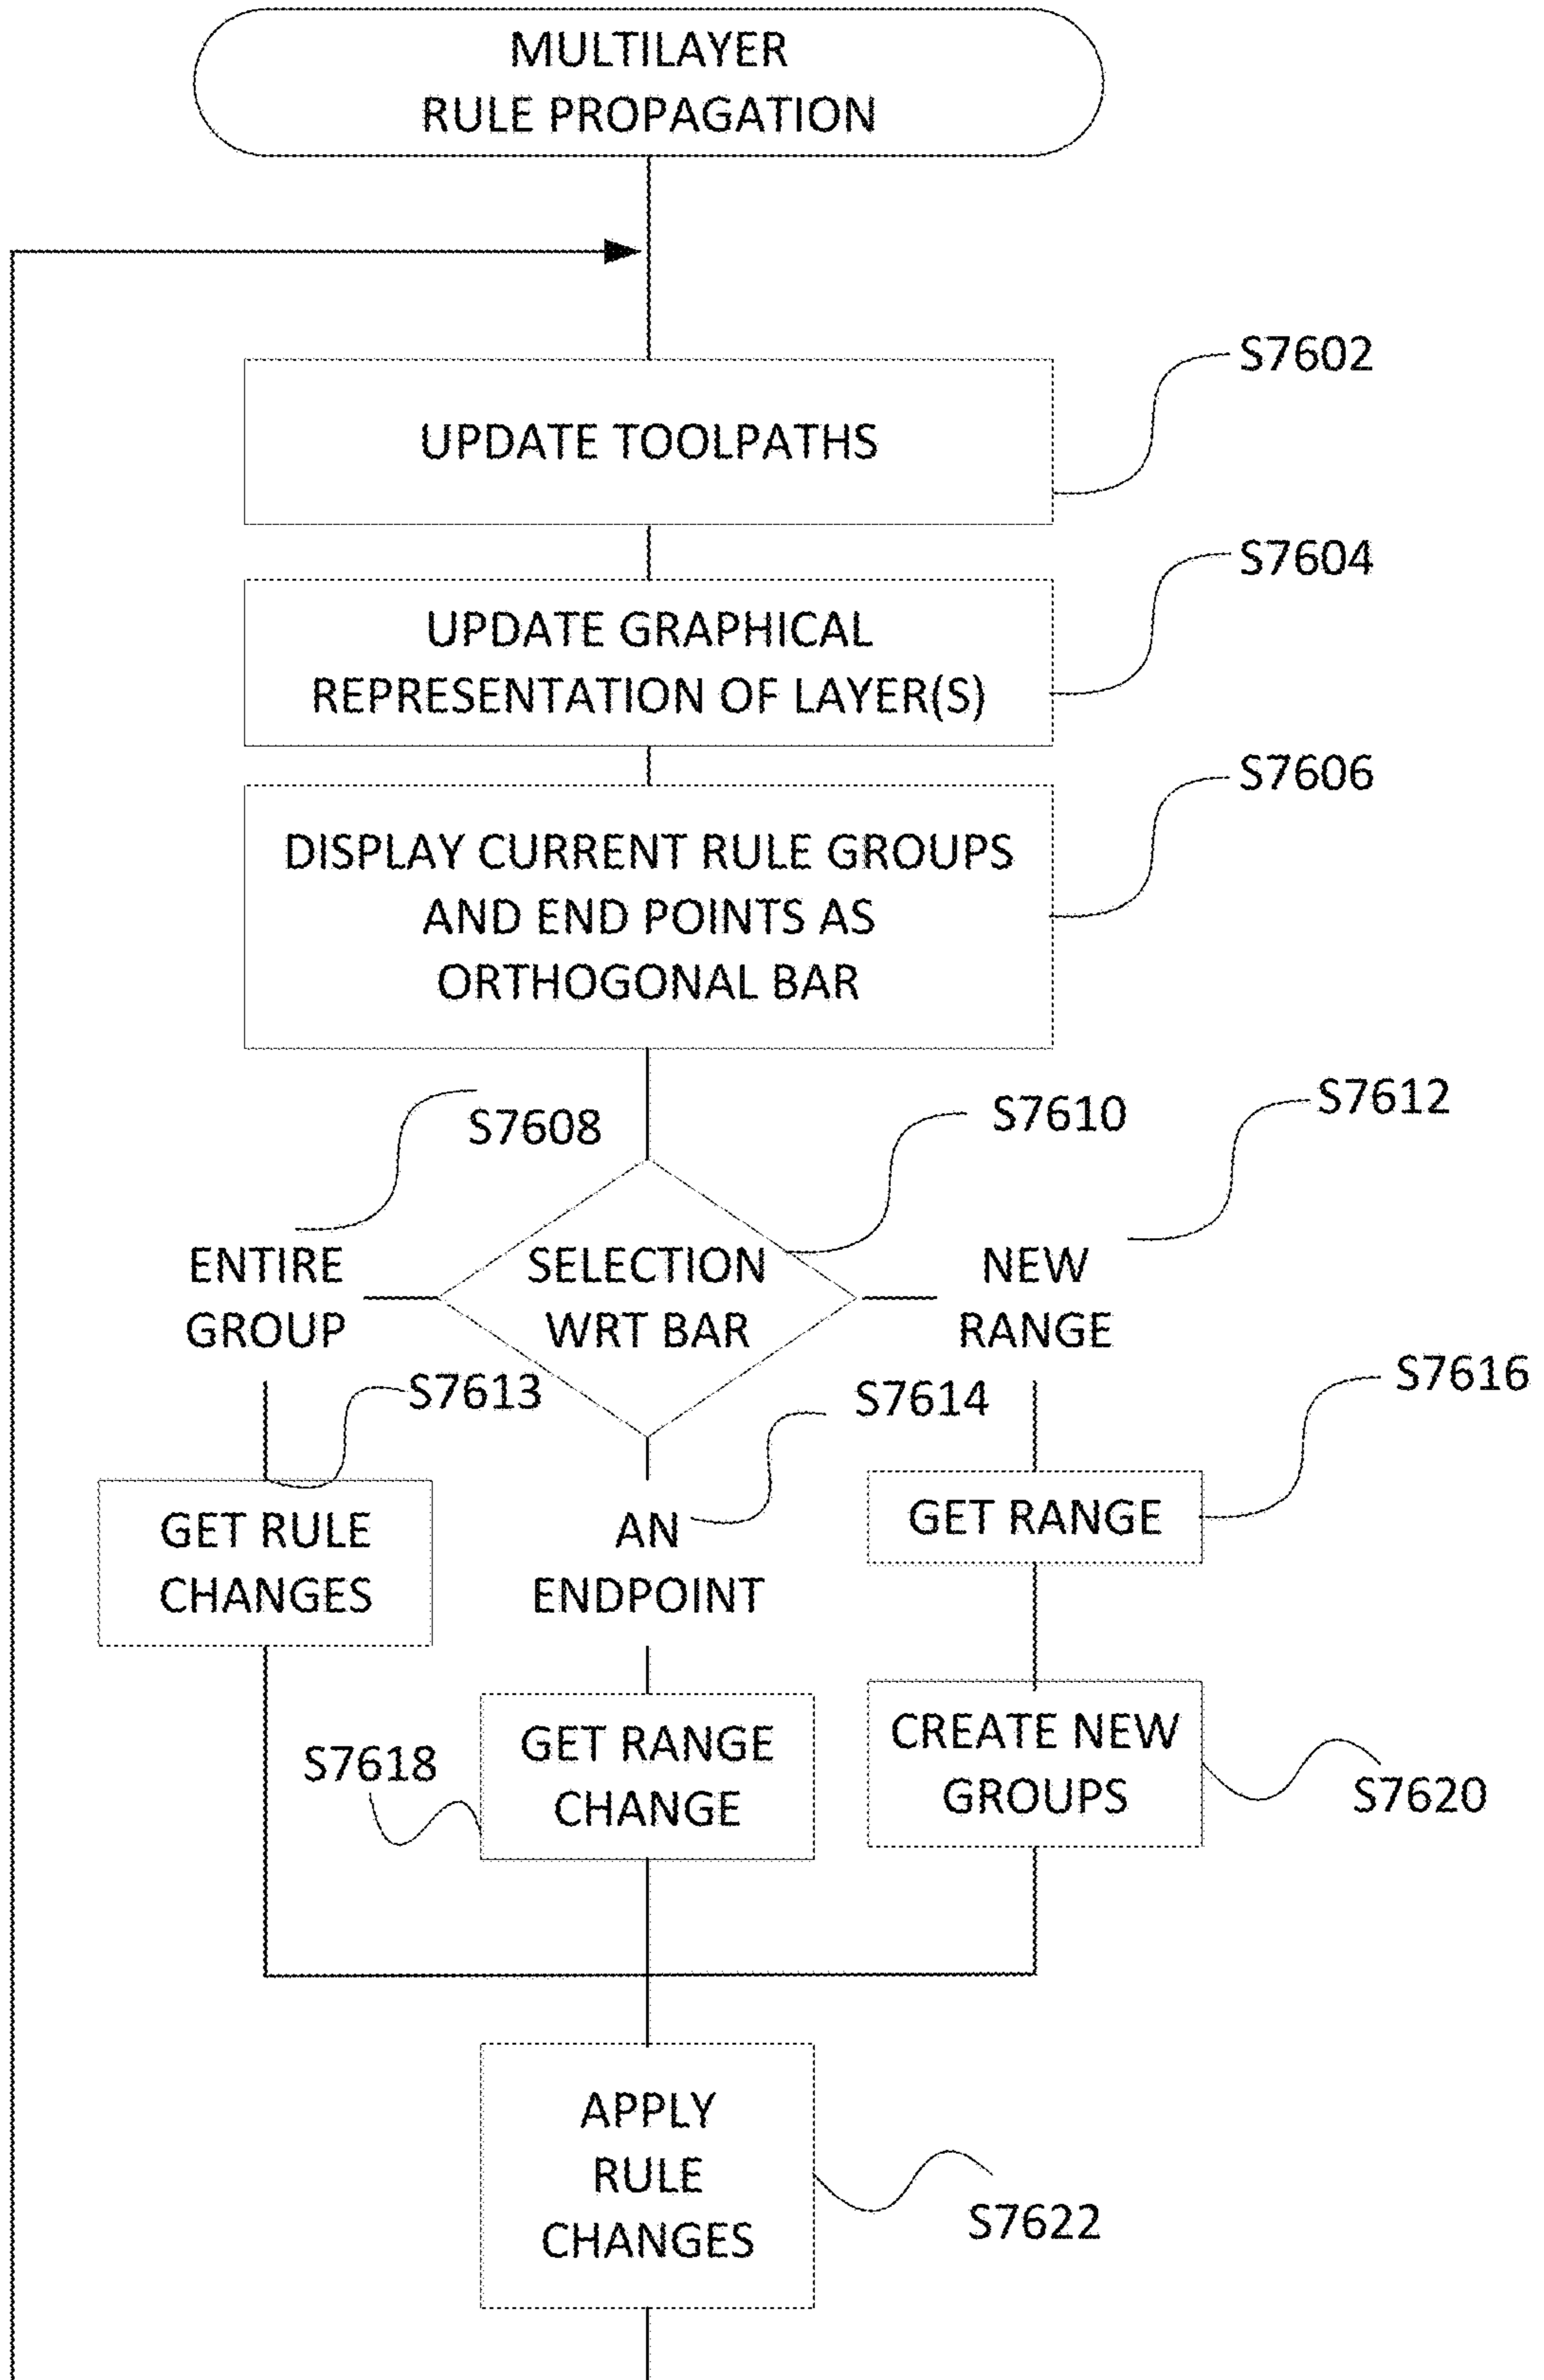 MULTILAYER
RULE PROPAGATION
S7602
UPDATE TOOLPATHS
S7604
UPDATE GRAPHICAL
REPRESENTATION OF LAYER(S)
S7606
DISPLAY CURRENT RULE GROUPS
AND END POINTS AS
ORTHOGONAL BAR
S7608
S7610
S7612
ENTIRE
GROUP
SELECTION
WRT BAR
NEW
RANGE
S7613
S7614
S7616
GET RULE
CHANGES
AN
ENDPOINT
GET RANGE
S7618
GET RANGE
CHANGE
CREATE NEW
GROUPS
S7620
APPLY
RULE
CHANGES
S7622